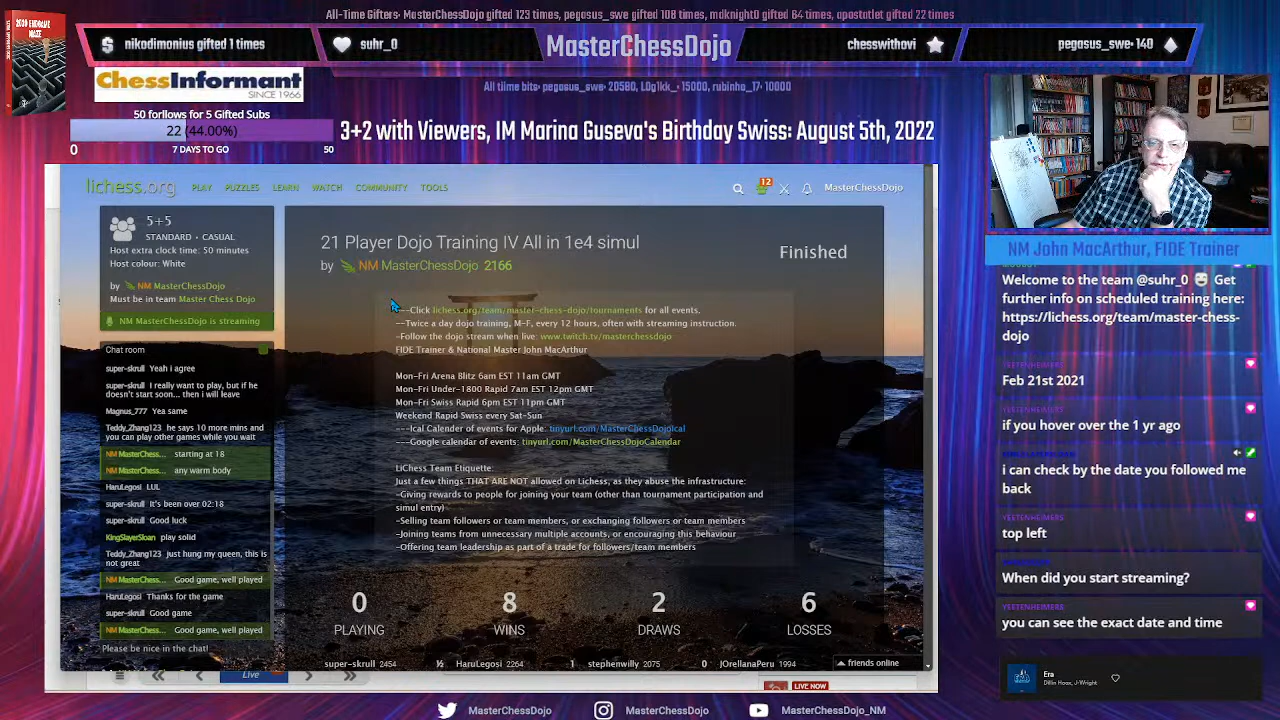 All-Time Gifters: MasterChessDojo gifted 123 times, pegasus_swe gifted 108 times, mdknight0 gifted 64 times, apostatlet gifted 22 times
nikodimonius gifted 1 times
suhr_0
MasterChessDojo
chesswithovi
pegasus_swe: 140
ChessInformant
SINCE 1966
All tilme bits: pegasus_swe: 20580, L0g1kk_: 15000, rubinho_17: 10000
50 forllows for 5 Gifted Subs
22 (44.00%)
0
7 DAYS TO GO
50
3+2 with Viewers, IM Marina Guseva's Birthday Swiss: August 5th, 2022
lichess.org
PLAY
PUZZLES
LEARN
WATCH
COMMUNITY
TOOLS
12
MasterChessDojo
5+5
STANDARD • CASUAL
Host extra clock time: 50 minutes
Host colour: White
by NM MasterChessDojo
Must be in team Master Chess Dojo
NM MasterChessDojo is streaming
Chat room
super-skrull Yeah i agree
super-skrull I really want to play, but if he
doesn't start soon... then i will leave
Magnus_777 Yea same
Teddy_Zhang123 he says 10 more mins and
you can play other games while you wait
NM MasterChess... starting at 18
NM MasterChess... any warm body
HaruLegosi LUL
super-skrull It's been over 02:18
super-skrull Good luck
KingSlayerSloan play solid
Teddy_Zhang123 just hung my queen, this is
not great
NM MasterChess... Good game, well played
HaruLegosi Thanks for the game
super-skrull Good game
NM MasterChess... Good game, well played
Please be nice in the chat!
21 Player Dojo Training IV All in 1e4 simul
by NM MasterChessDojo 2166
Finished
---Click lichess.org/team/master-chess-dojo/tournaments for all events.
--Twice a day dojo training, M-F, every 12 hours, often with streaming instruction.
-Follow the dojo stream when live: www.twitch.tv/masterchessdojo
FIDE Trainer & National Master John MacArthur
Mon-Fri Arena Blitz 6am EST 11am GMT
Mon-Fri Under-1800 Rapid 7am EST 12pm GMT
Mon-Fri Swiss Rapid 6pm EST 11pm GMT
Weekend Rapid Swiss every Sat-Sun
---Ical Calender of events for Apple: tinyurl.com/MasterChessDojoIcal
---Google calendar of events: tinyurl.com/MasterChessDojoCalendar
LiChess Team Etiquette:
Just a few things THAT ARE NOT allowed on Lichess, as they abuse the infrastructure:
-Giving rewards to people for joining your team (other than tournament participation and
simul entry)
-Selling team followers or team members, or exchanging followers or team members
-Joining teams from unnecessary multiple accounts, or encouraging this behaviour
-Offering team leadership as part of a trade for followers/team members
0
PLAYING
8
WINS
2
DRAWS
6
LOSSES
super-skrull 2454
½ HaruLegosi 2264
1 stephenwilly 2075
0 JOrellanaPeru 1994
friends online
Live
LIVE NOW
NM John MacArthur, FIDE Trainer
Welcome to the team @suhr_0 Get
further info on scheduled training here:
https://lichess.org/team/master-chess-
dojo
YEETENHEIMERS
Feb 21st 2021
YEETENHEIMERS
if you hover over the 1 yr ago
i can check by the date you followed me
back
YEETENHEIMERS
top left
When did you start streaming?
YEETENHEIMERS
you can see the exact date and time
Era
Dillin Hoox, J-Wright
MasterChessDojo
MasterChessDojo
MasterChessDojo_NM